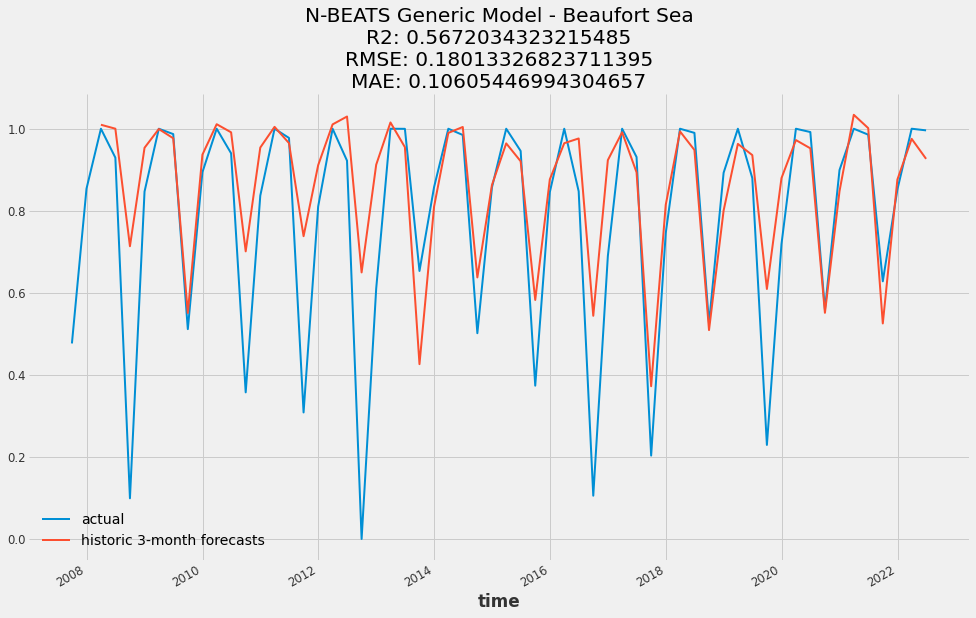 N-BEATS Generic Model - Beaufort Sea
R2: 0.5672034323215485
RMSE: 0.18013326823711395
MAE: 0.10605446994304657
1.0
0.8
0.6
0.4
0.2
0.0
actual
historic 3-month forecasts
2008
2010
2012
2014
2016
2018
2020
2022
time